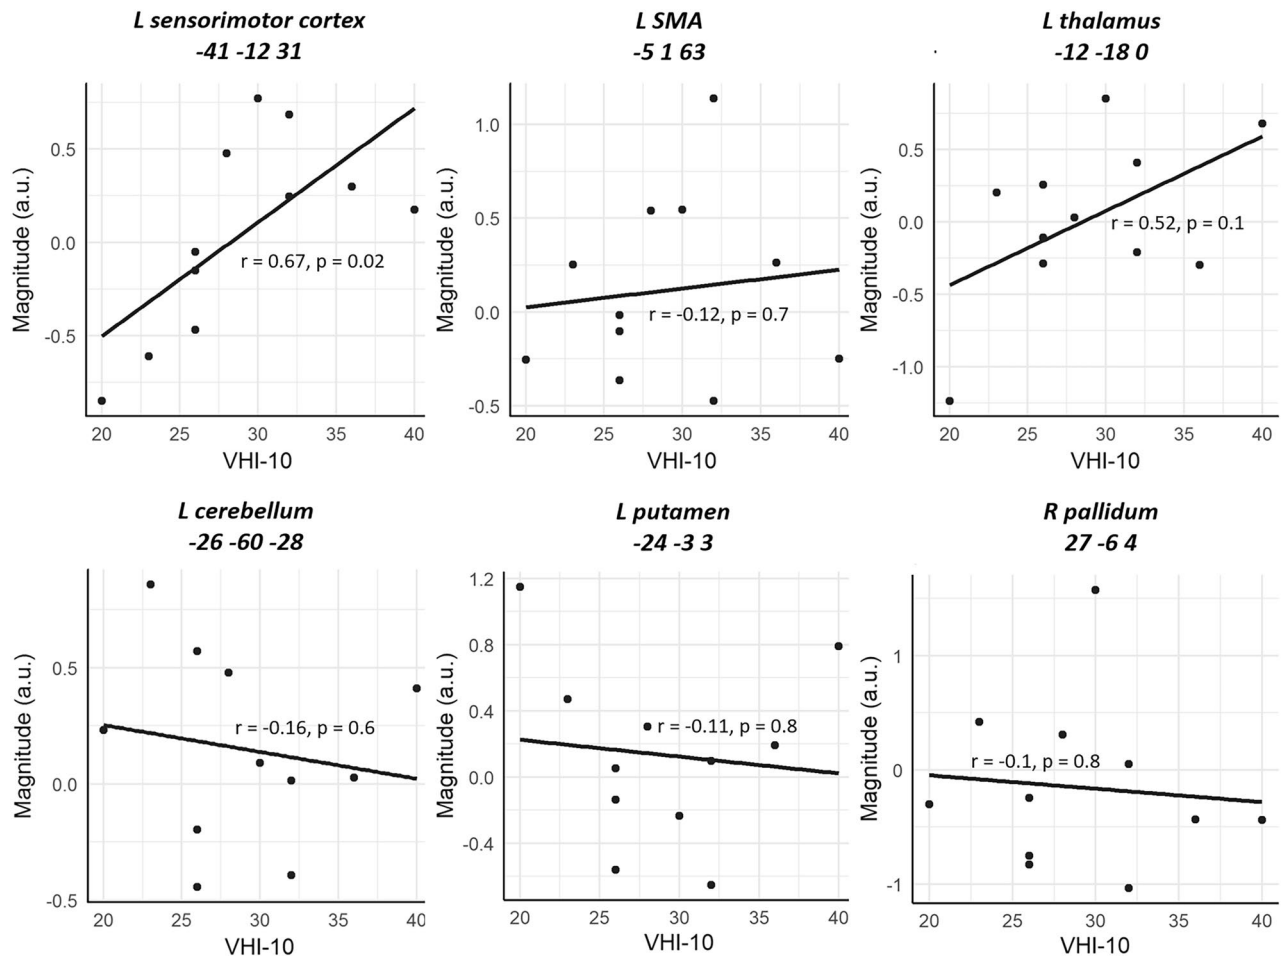 L sensorimotor cortex
-41 -12 31
L SMA
-5 1 63
L thalamus
-12 -18 0
Magnitude (a.u.)
0.5
0.0
-0.5
r = 0.67, p = 0.02
20 25 30 35 40
VHI-10
Magnitude (a.u.)
1.0
0.5
0.0
-0.5
r = -0.12, p = 0.7
20 25 30 35 40
VHI-10
Magnitude (a.u.)
0.5
0.0
-0.5
-1.0
r = 0.52, p = 0.1
20 25 30 35 40
VHI-10
L cerebellum
-26 -60 -28
L putamen
-24 -3 3
R pallidum
27 -6 4
Magnitude (a.u.)
0.5
0.0
-0.5
r = -0.16, p = 0.6
20 25 30 35 40
VHI-10
Magnitude (a.u.)
1.2
0.8
0.4
0.0
-0.4
r = -0.11, p = 0.8
20 25 30 35 40
VHI-10
Magnitude (a.u.)
1
0
-1
r = -0.1, p = 0.8
20 25 30 35 40
VHI-10